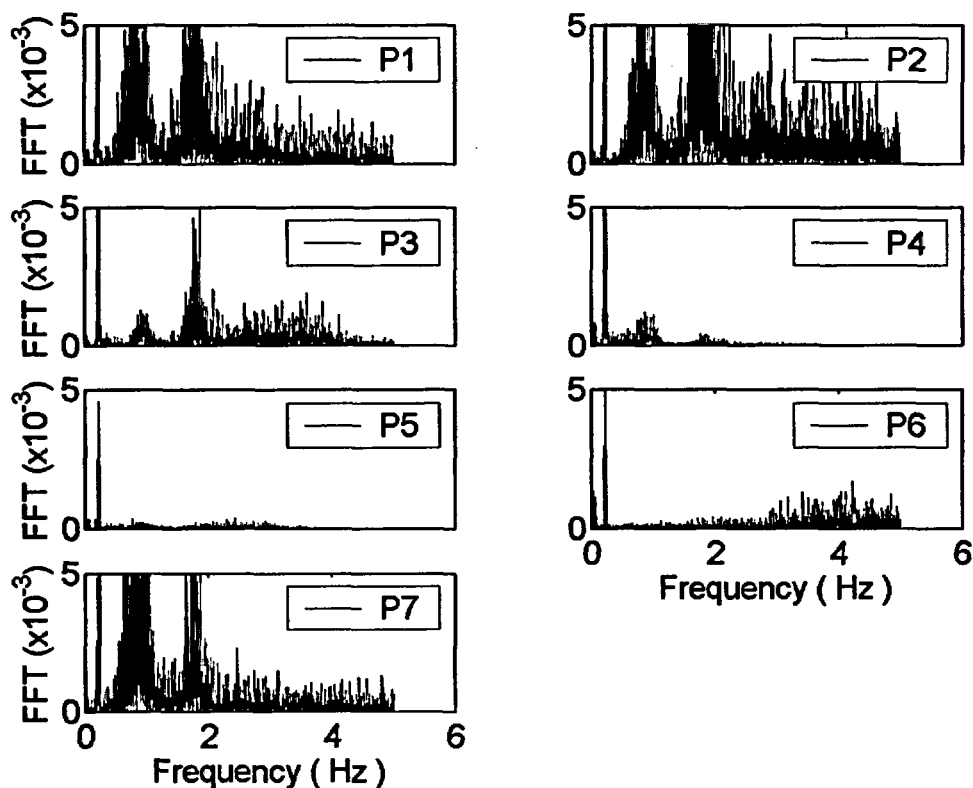 5 FFT (x10⁻³) 0 P1
5 0 P2
5 FFT (x10⁻³) 0 P3
5 0 P4
5 FFT (x10⁻³) 0 P5
5 0 P6
0 2 4 6
Frequency ( Hz )
5 FFT (x10⁻³) 0 P7
0 2 4 6
Frequency ( Hz )